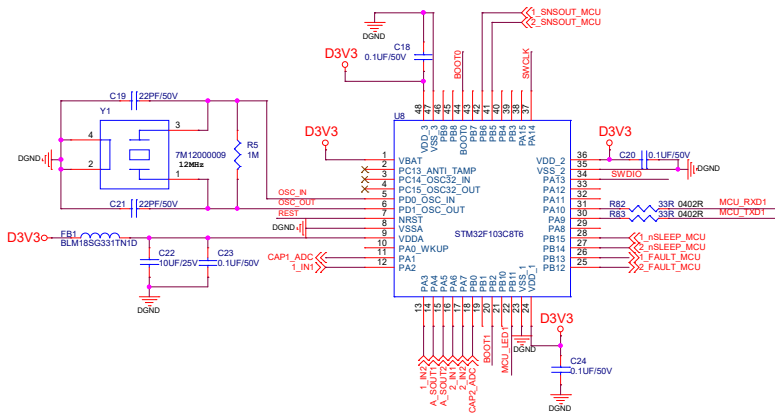 1_SNSOUT_MCU
2_SNSOUT_MCU
DGND
C18
0.1UF/50V
D3V3
BOOT0
SWCLK
C19 22PF/50V
Y1
4
3
2
1
7M12000009
12MHz
R5
1M
DGND
C21 22PF/50V
OSC_IN
OSC_OUT
REST
DGND
D3V3
FB1
BLM18SG331TN1D
C22
10UF/25V
C23
0.1UF/50V
DGND
CAP1_ADC
1_IN1
D3V3
U8
48 47 46 45 44 43 42 41 40 39 38 37
VDD_3
VSS_3
PB9
PB8
BOOT0
PB7
PB6
PB5
PB4
PB3
PA15
PA14
1 VBAT
2 PC13_ANTI_TAMP
3 PC14_OSC32_IN
4 PC15_OSC32_OUT
5 PD0_OSC_IN
6 PD1_OSC_OUT
7 NRST
8 VSSA
9 VDDA
10 PA0_WKUP
11 PA1
12 PA2
STM32F103C8T6
VDD_2 36
VSS_2 35
PA13 34
PA12 33
PA11 32
PA10 31
PA9 30
PA8 29
PB15 28
PB14 27
PB13 26
PB12 25
PA3
PA4
PA5
PA6
PA7
PB0
PB1
PB2
PB10
PB11
VSS_1
VDD_1
13 14 15 16 17 18 19 20 21 22 23 24
D3V3
C20 0.1UF/50V
DGND
SWDIO
R82 33R 0402R MCU_RXD1
R83 33R 0402R MCU_TXD1
1_nSLEEP_MCU
2_nSLEEP_MCU
1_FAULT_MCU
2_FAULT_MCU
1_IN2
A_SOUT1
A_SOUT2
2_IN1
2_IN2
CAP2_ADC
BOOT1
MCU_LED1
DGND
D3V3
C24
0.1UF/50V
DGND